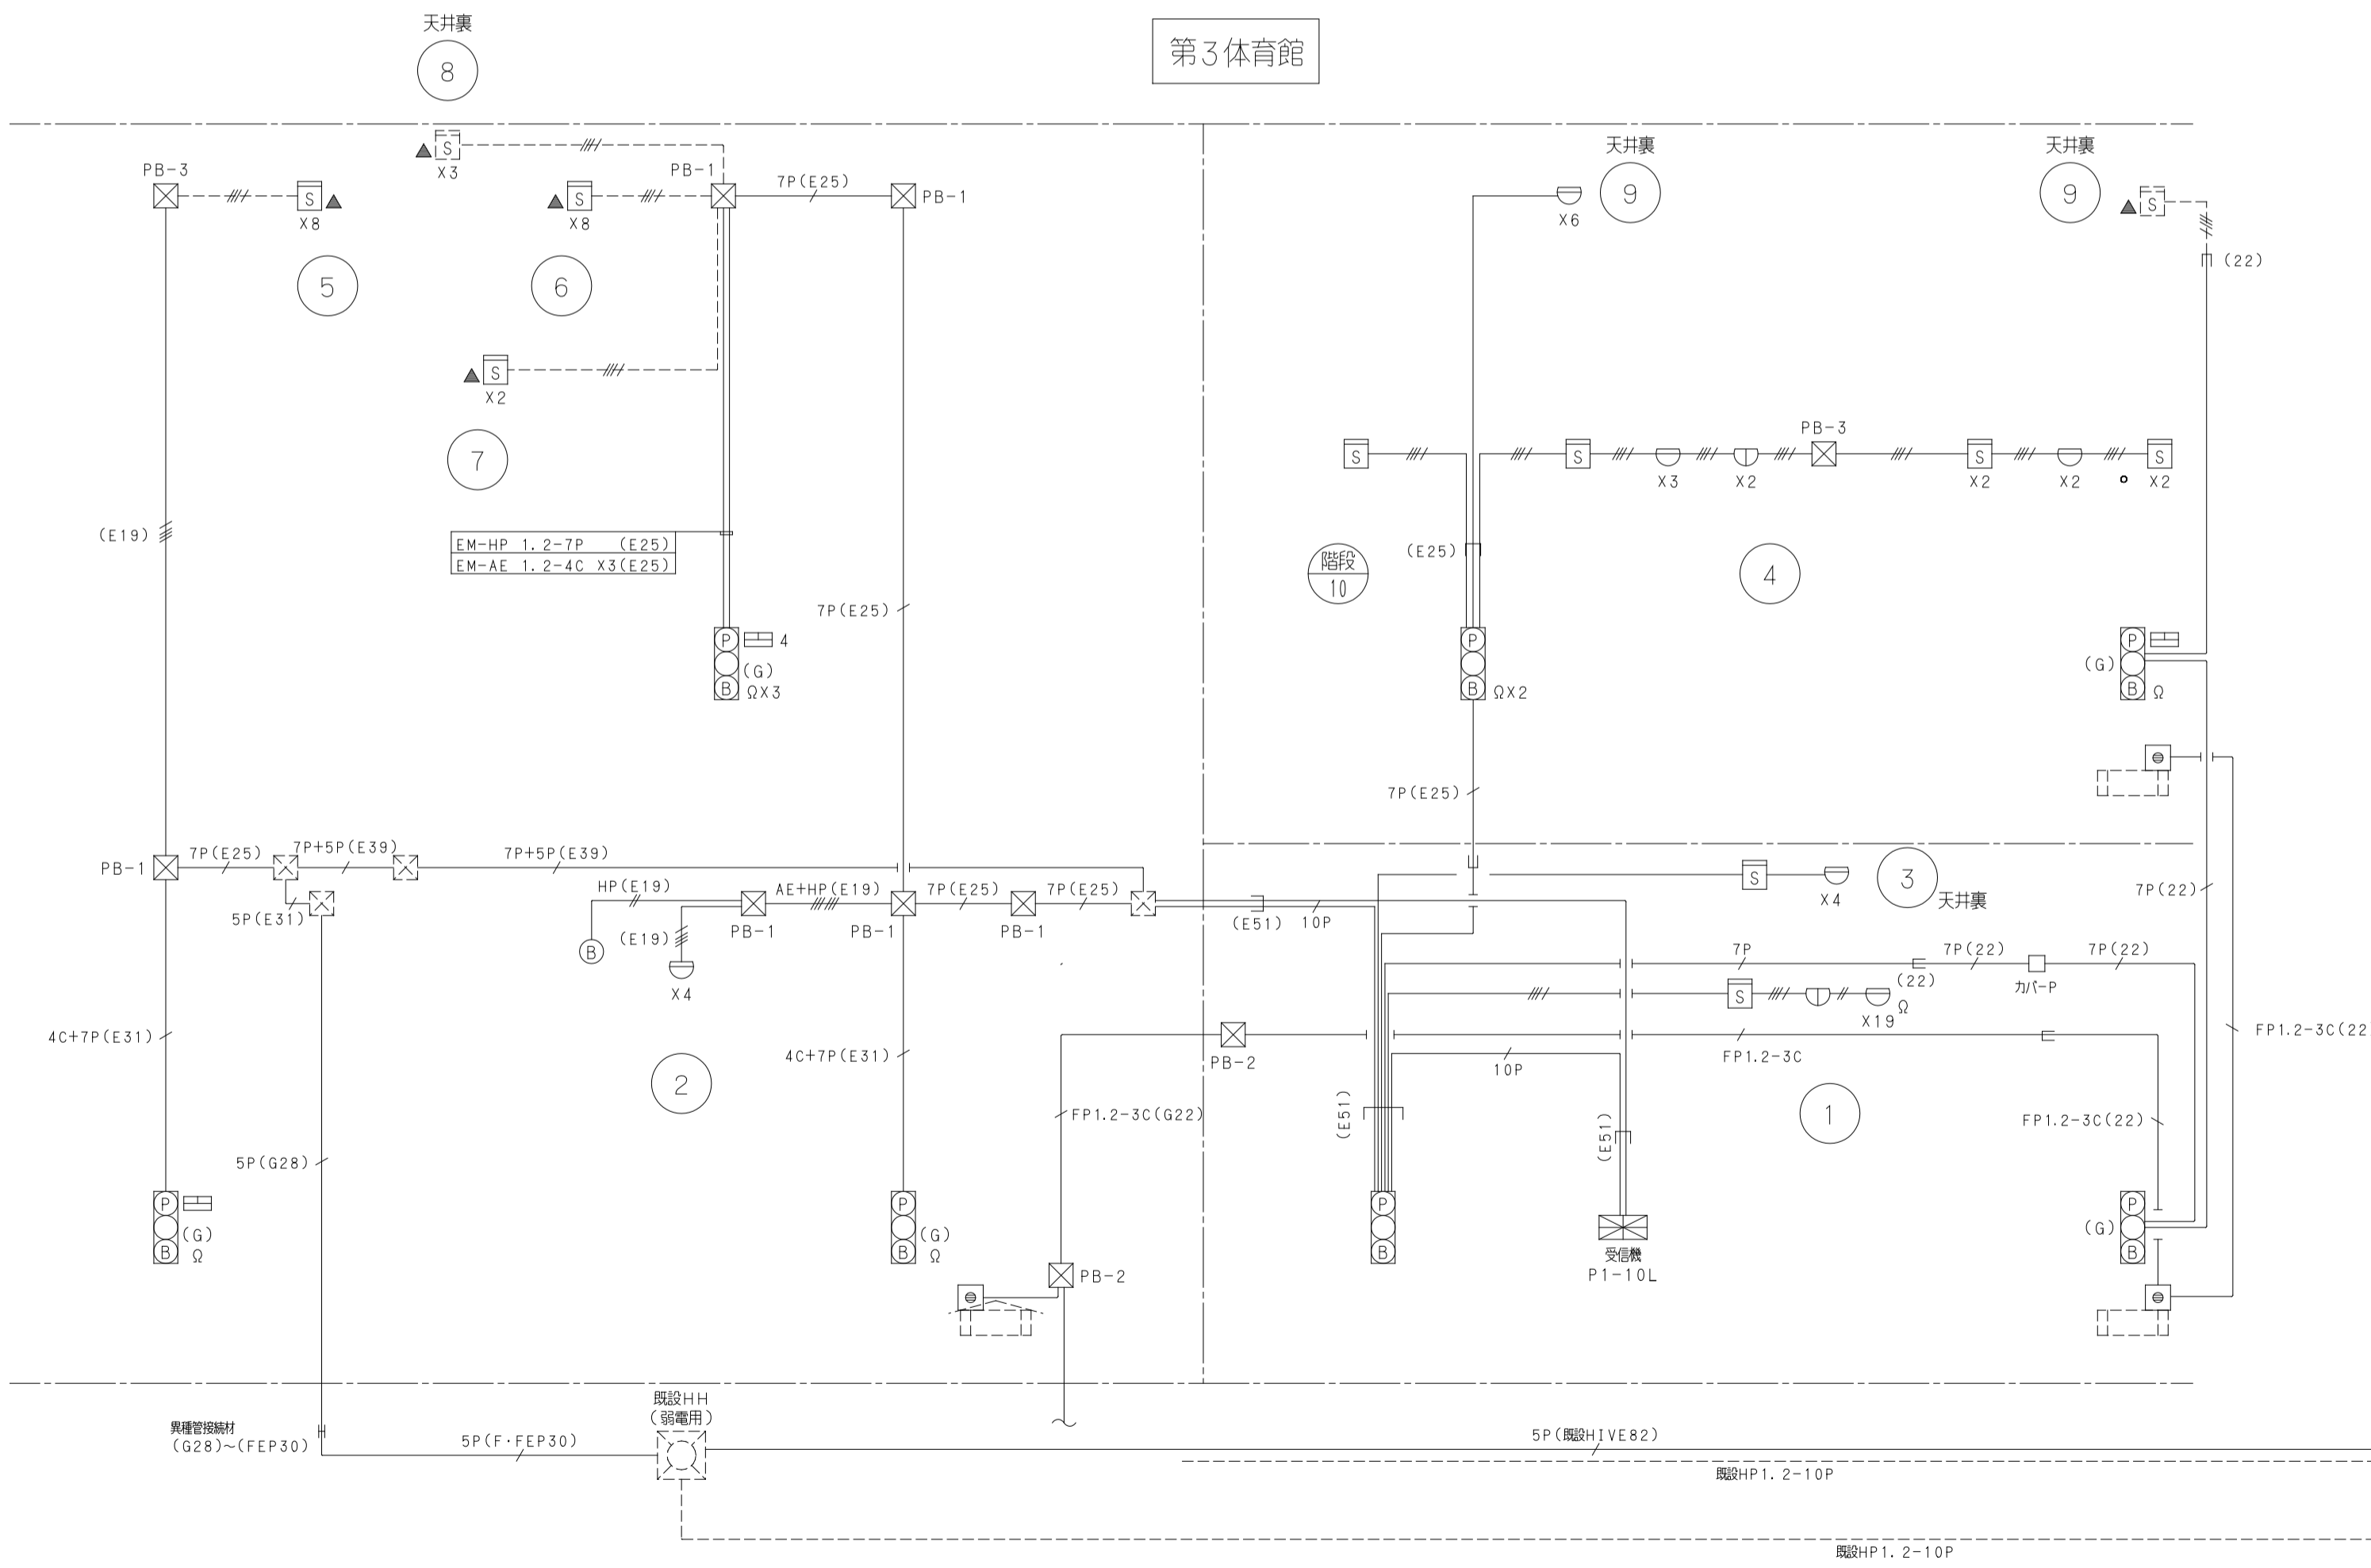 天井裏
8
第3体育館
天井裏
9
天井裏
9
S
X3
PB-3
S
X8
S
X8
PB-1
7P(E25)
PB-1
X6
S
(22)
5
6
S
X2
7
PB-3
S
S
X3
X2
S
X2
X2
S
X2
(E19)
EM-HP 1.2-7P (E25)
EM-AE 1.2-4C X3(E25)
(E25)
階段
10
4
7P(E25)
P
B
4
(G)
ΩX3
P
B
ΩX2
(G)
P
B
Ω
7P(E25)
PB-1
7P(E25)
7P+5P(E39)
7P+5P(E39)
5P(E31)
HP(E19)
AE+HP(E19)
7P(E25)
7P(E25)
(E19)
B
X4
PB-1
PB-1
PB-1
(E51)
10P
S
X4
3
天井裏
7P(22)
7P
(22)
7P(22)
カバーP
7P(22)
S
X19
Ω
4C+7P(E31)
2
4C+7P(E31)
PB-2
10P
FP1.2-3C
FP1.2-3C(22
FP1.2-3C(G22)
(E51)
(E51)
1
FP1.2-3C(22)
5P(G28)
P
B
(G)
Ω
P
B
(G)
Ω
PB-2
P
B
受信機
P1-10L
(G)
P
B
異種管接続材
(G28)～(FEP30)
既設HH
(弱電用)
5P(F・FEP30)
5P(既設HIVE82)
既設HP1.2-10P
既設HP1.2-10P